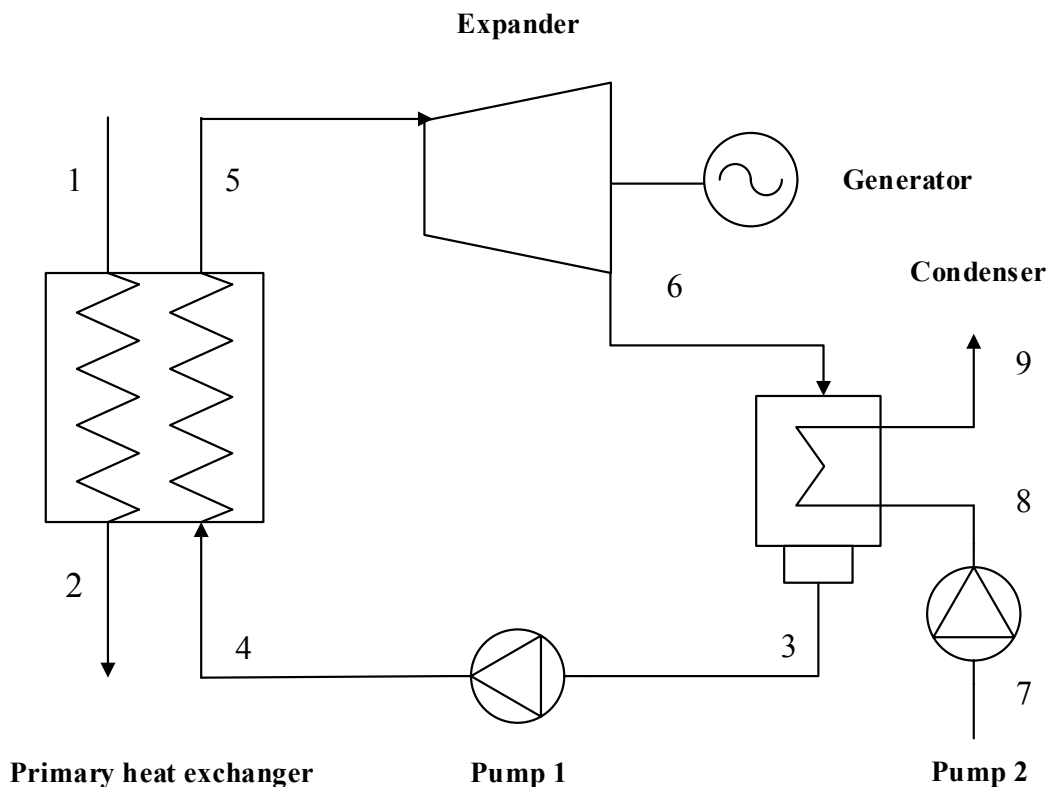 Expander
1
5
Generator
6
Condenser
9
8
2
4
3
7
Primary heat exchanger
Pump 1
Pump 2